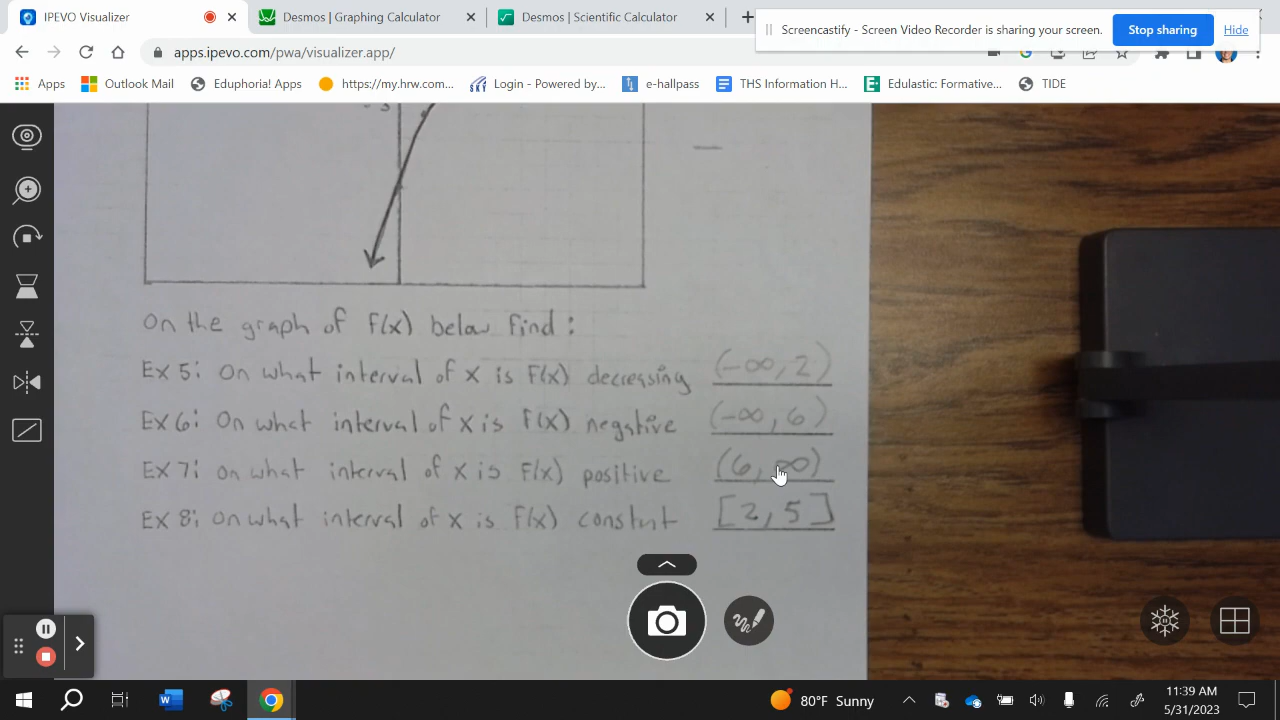 IPEVO Visualizer
Desmos | Graphing Calculator
Desmos | Scientific Calculator
Screencastify - Screen Video Recorder is sharing your screen.
Stop sharing
Hide
apps.ipevo.com/pwa/visualizer.app/
Apps
Outlook Mail
Eduphoria! App
https://my.hrw.com...
Login - Powered by...
e-hallpass
THS Information H...
Edulastic: Formative...
TIDE
On the graph of F(x) below find:
Ex 5: On what interval of x is F(x) decreasing (-∞, 2)
Ex 6: On what interval of x is F(x) negative (-∞, 6)
Ex 7: On what interval of x is F(x) positive (6, ∞)
Ex 8: On what interval of x is F(x) constant [2, 5]
80°F Sunny
11:39 AM
5/31/2023